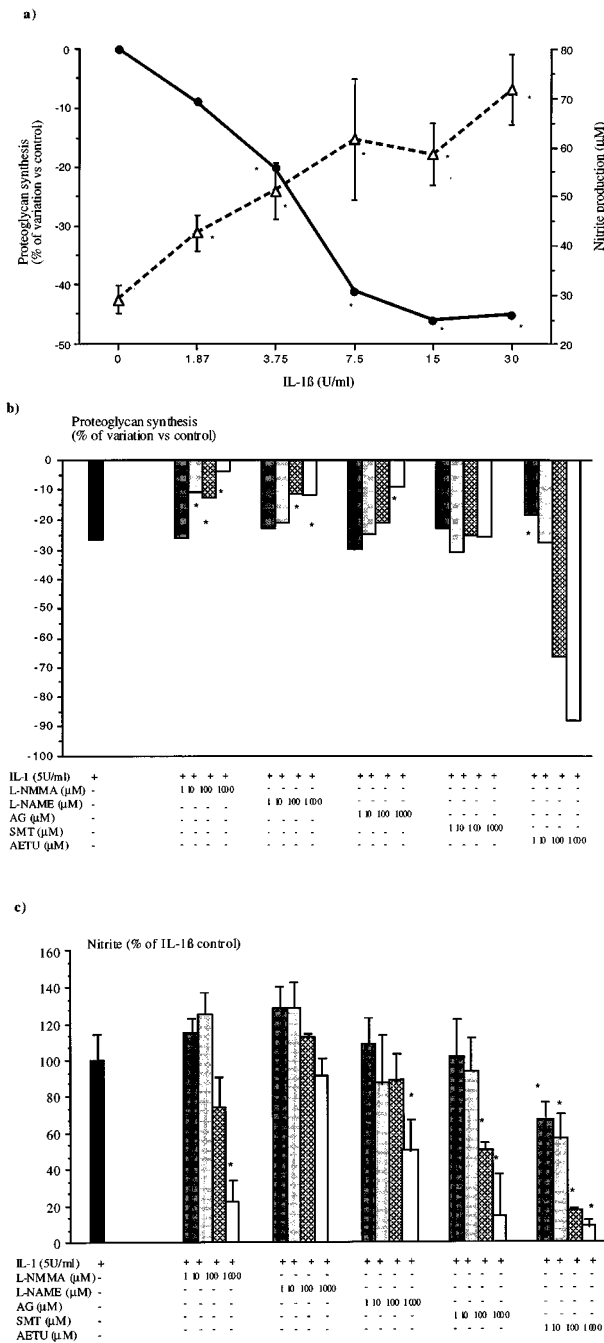 a)
Proteoglycan synthesis
(% of variation vs control)
0
-10
-20
-30
-40
-50
80
70
60
50
40
30
20
Nitrite production (µM)
0 1.87 3.75 7.5 15 30
IL-1ß (U/ml)
b)
Proteoglycan synthesis
(% of variation vs control)
0
-10
-20
-30
-40
-50
-60
-70
-80
-90
-100
IL-1 (5U/ml) + + + + + + + + + + + + + + + + + + + + +
L-NMMA (µM) - 1 10 100 1000 - - - - - - - - - - - - - - - -
L-NAME (µM) - - - - - 1 10 100 1000 - - - - - - - - - - - -
AG (µM) - - - - - - - - - 1 10 100 1000 - - - - - - - -
SMT (µM) - - - - - - - - - - - - - 1 10 100 1000 - - - -
AETU (µM) - - - - - - - - - - - - - - - - - 1 10 100 1000
c)
Nitrite (% of IL-1ß control)
160
140
120
100
80
60
40
20
0
IL-1 (5U/ml) + + + + + + + + + + + + + + + + + + + + +
L-NMMA (µM) - 1 10 100 1000 - - - - - - - - - - - - - - - -
L-NAME (µM) - - - - - 1 10 100 1000 - - - - - - - - - - - -
AG (µM) - - - - - - - - - 1 10 100 1000 - - - - - - - -
SMT (µM) - - - - - - - - - - - - - 1 10 100 1000 - - - -
AETU (µM) - - - - - - - - - - - - - - - - - 1 10 100 1000